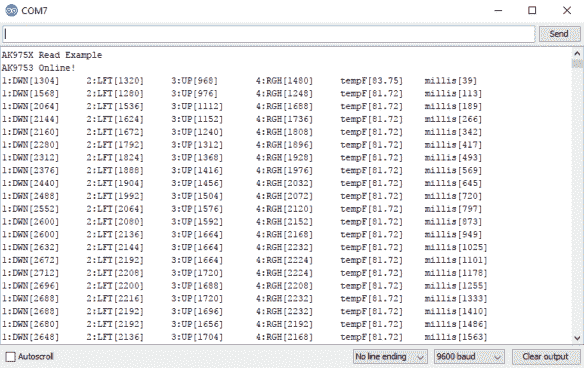 COM7
Send
AK975X Read Example
AK9753 Online!
1:DWN[1304] 2:LFT[1320] 3:UP[968] 4:RGH[1480] tempF[83.75] millis[39]
1:DWN[1568] 2:LFT[1280] 3:UP[976] 4:RGH[1248] tempF[81.72] millis[113]
1:DWN[2064] 2:LFT[1536] 3:UP[1112] 4:RGH[1688] tempF[81.72] millis[189]
1:DWN[2144] 2:LFT[1624] 3:UP[1152] 4:RGH[1736] tempF[81.72] millis[266]
1:DWN[2160] 2:LFT[1672] 3:UP[1240] 4:RGH[1808] tempF[81.72] millis[342]
1:DWN[2280] 2:LFT[1792] 3:UP[1312] 4:RGH[1896] tempF[81.72] millis[417]
1:DWN[2312] 2:LFT[1824] 3:UP[1368] 4:RGH[1928] tempF[81.72] millis[493]
1:DWN[2376] 2:LFT[1888] 3:UP[1416] 4:RGH[1976] tempF[81.72] millis[569]
1:DWN[2440] 2:LFT[1904] 3:UP[1456] 4:RGH[2032] tempF[81.72] millis[645]
1:DWN[2488] 2:LFT[1992] 3:UP[1504] 4:RGH[2072] tempF[81.72] millis[720]
1:DWN[2552] 2:LFT[2064] 3:UP[1576] 4:RGH[2120] tempF[81.72] millis[797]
1:DWN[2600] 2:LFT[2080] 3:UP[1592] 4:RGH[2152] tempF[81.72] millis[873]
1:DWN[2600] 2:LFT[2136] 3:UP[1664] 4:RGH[2168] tempF[81.72] millis[949]
1:DWN[2632] 2:LFT[2144] 3:UP[1664] 4:RGH[2232] tempF[81.72] millis[1025]
1:DWN[2672] 2:LFT[2192] 3:UP[1664] 4:RGH[2224] tempF[81.72] millis[1101]
1:DWN[2712] 2:LFT[2208] 3:UP[1720] 4:RGH[2224] tempF[81.72] millis[1178]
1:DWN[2696] 2:LFT[2200] 3:UP[1688] 4:RGH[2208] tempF[81.72] millis[1255]
1:DWN[2688] 2:LFT[2216] 3:UP[1720] 4:RGH[2232] tempF[81.72] millis[1333]
1:DWN[2688] 2:LFT[2192] 3:UP[1696] 4:RGH[2232] tempF[81.72] millis[1410]
1:DWN[2680] 2:LFT[2192] 3:UP[1656] 4:RGH[2192] tempF[81.72] millis[1486]
1:DWN[2648] 2:LFT[2136] 3:UP[1704] 4:RGH[2168] tempF[81.72] millis[1563]
Autoscroll
No line ending
9600 baud
Clear output